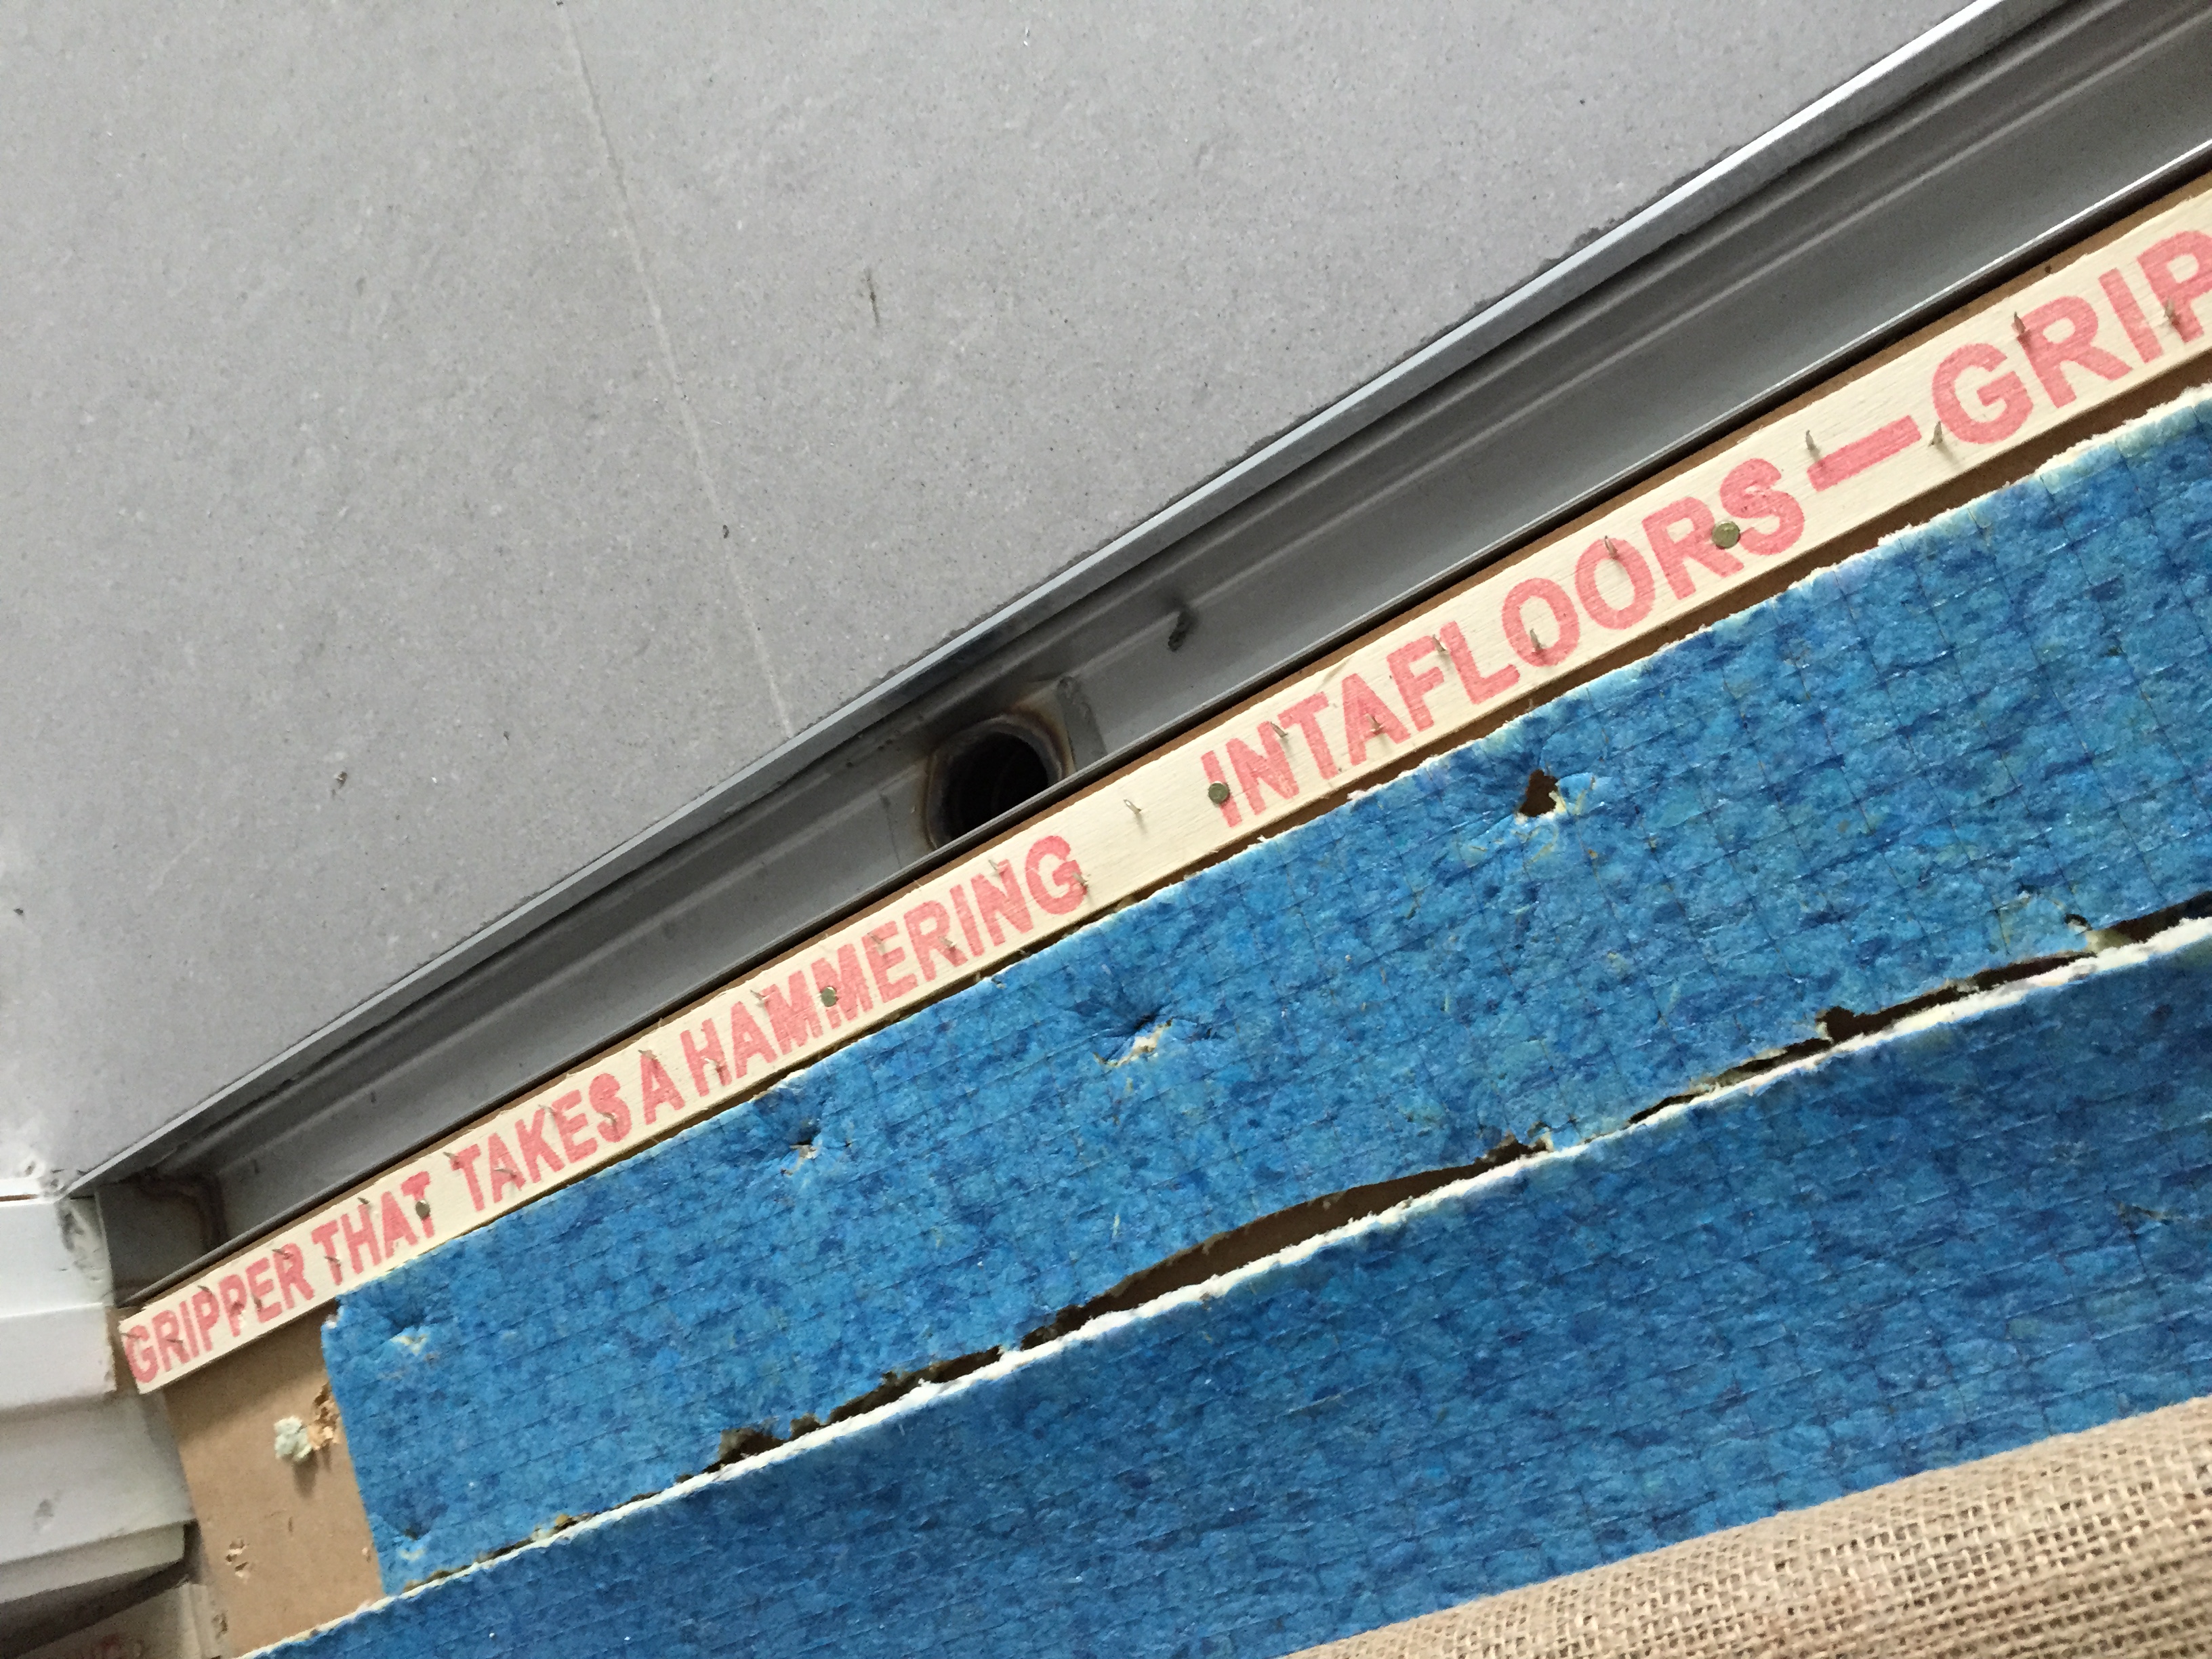 GRIPPER THAT TAKES A HAMMERING INTAFLOORS—GRIP